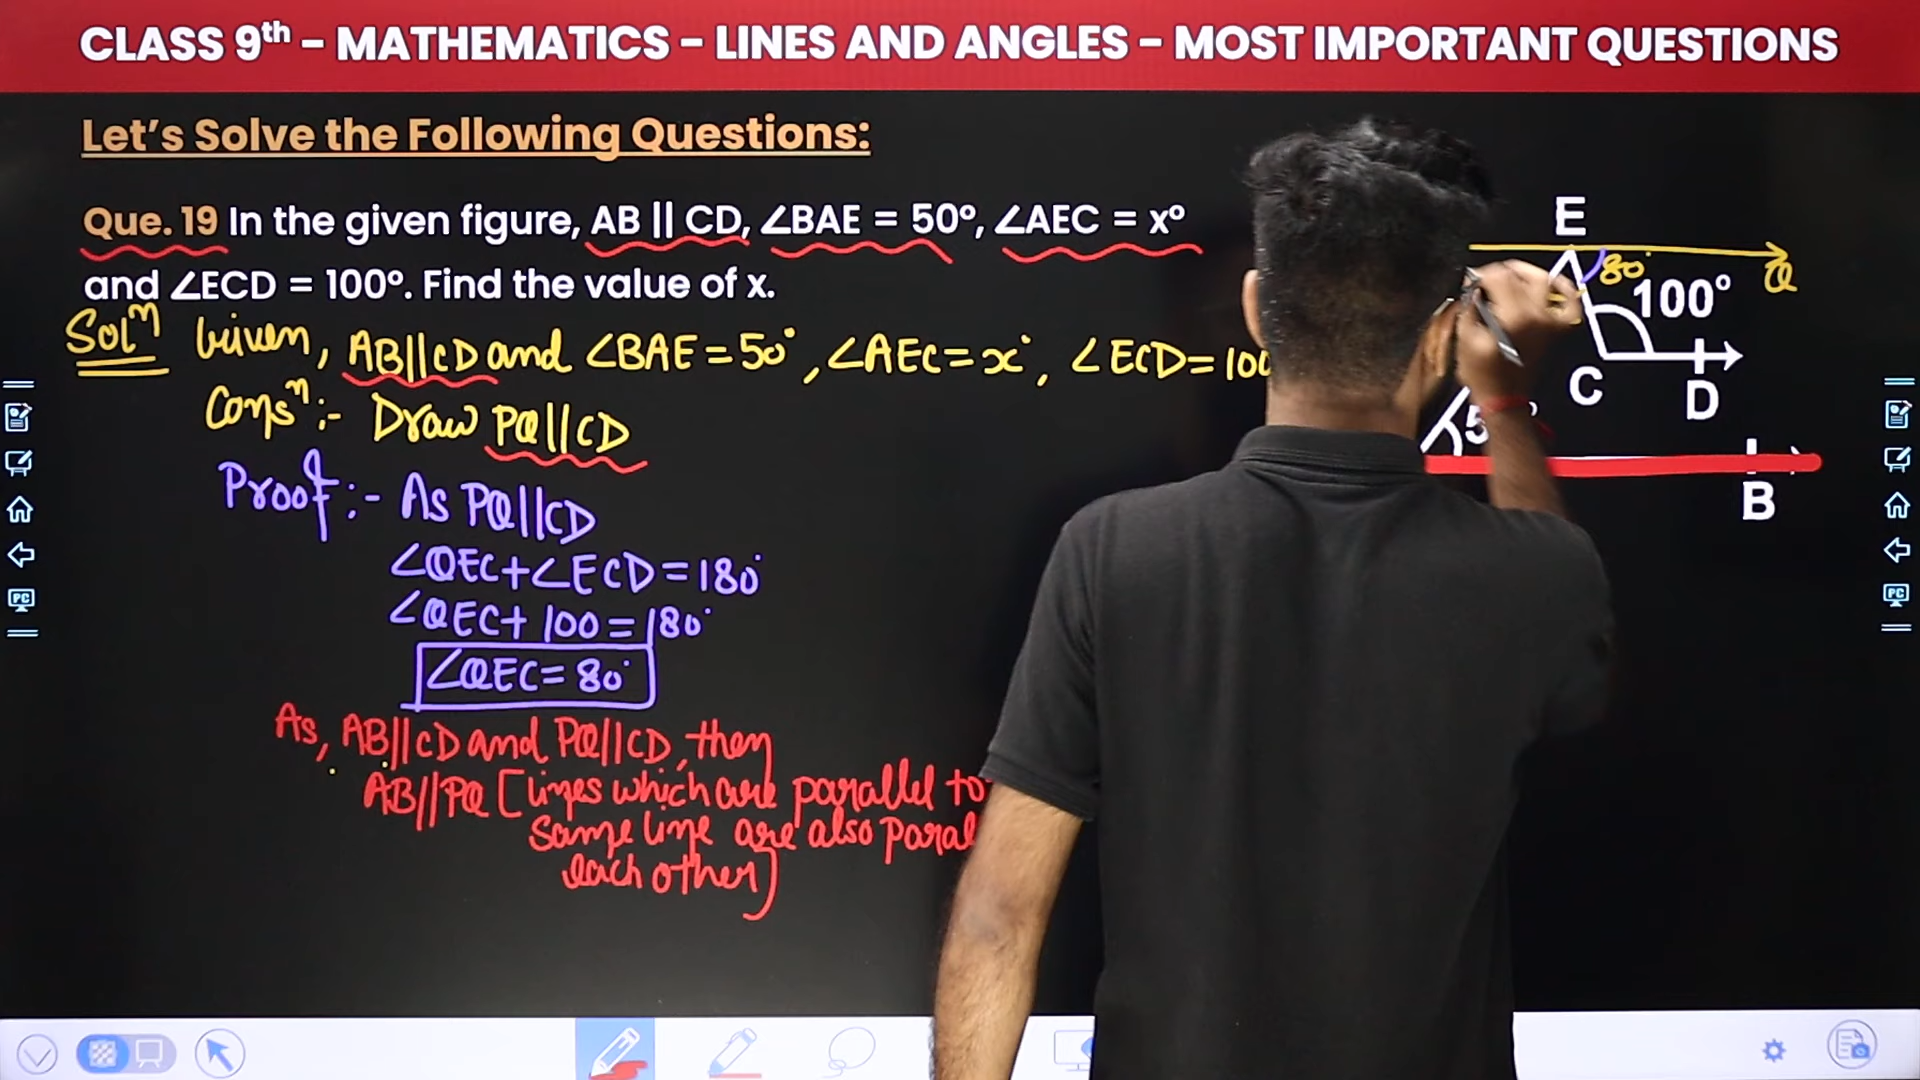 CLASS 9th - MATHEMATICS - LINES AND ANGLES - MOST IMPORTANT QUESTIONS
Let's Solve the Following Questions:
Que. 19 In the given figure, AB || CD, ∠BAE = 50°, ∠AEC = x°
and ∠ECD = 100°. Find the value of x.
Solⁿ Given, AB||CD and ∠BAE = 50°, ∠AEC = x°, ∠ECD = 100
Consⁿ :- Draw PQ||CD
Proof :- As PQ||CD
∠QEC + ∠ECD = 180°
∠QEC + 100 = 180°
∠QEC = 80°
As, AB||CD and PQ||CD, then
AB||PQ [lines which are parallel to
same line are also
each other]
E
80°
Q
100°
C
D
B
PC
PC